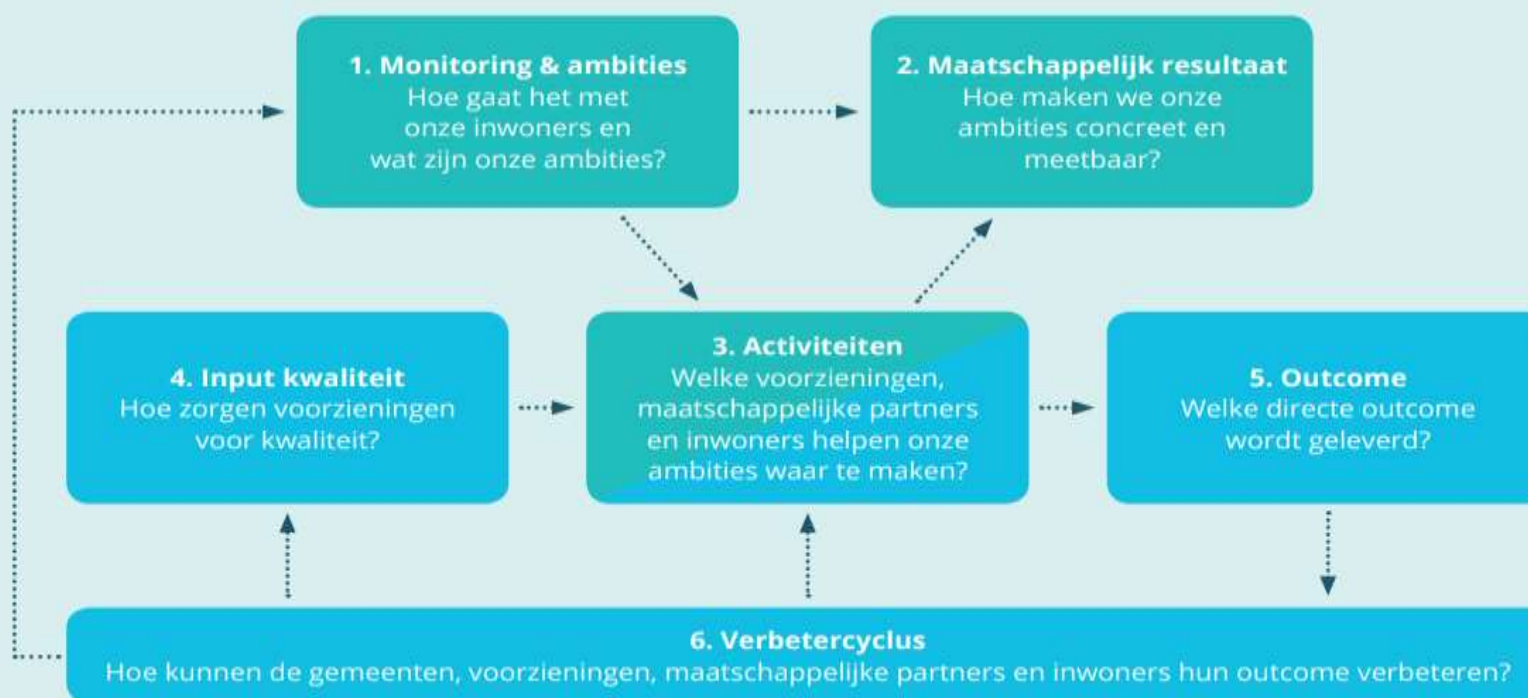 1. Monitoring & ambities
Hoe gaat het met
onze inwoners en
wat zijn onze ambities?
2. Maatschappelijk resultaat
Hoe maken we onze
ambities concreet en
meetbaar?
4. Input kwaliteit
Hoe zorgen voorzieningen
voor kwaliteit?
3. Activiteiten
Welke voorzieningen,
maatschappelijke partners
en inwoners helpen onze
ambities waar te maken?
5. Outcome
Welke directe outcome
wordt geleverd?
6. Verbetercyclus
Hoe kunnen de gemeenten, voorzieningen, maatschappelijke partners en inwoners hun outcome verbeteren?